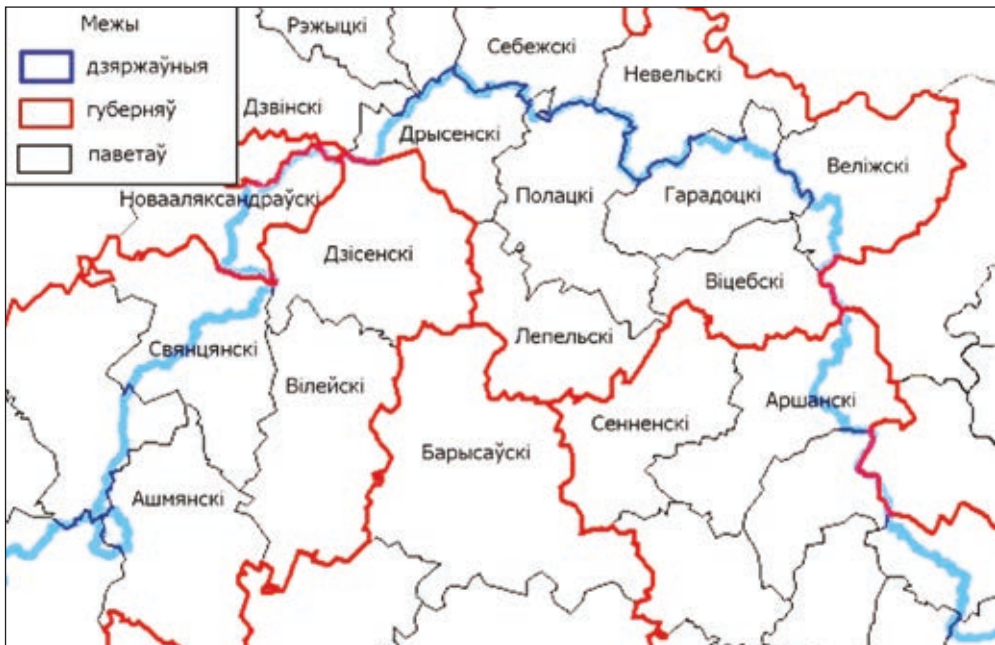 Межы
дзяржаўныя
губерняў
паветаў
Рэжыцкі
Себежскі
Невельскі
Дзвінскі
Дрысенскі
Веліжскі
Новааляксандраўскі
Полацкі
Гарадоцкі
Дзісенскі
Віцебскі
Лепельскі
Свянцянскі
Вілейскі
Аршанскі
Сенненскі
Барысаўскі
Ашмянскі